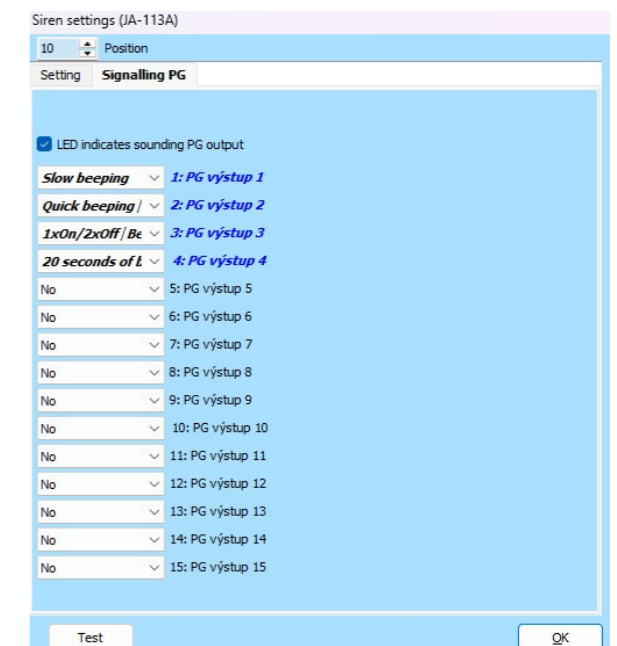 Siren settings (JA-113A)
10 Position
Setting Signalling PG
LED indicates sounding PG output
Slow beeping 1: PG výstup 1
Quick beeping | 2: PG výstup 2
1xOn/2xOff | Be 3: PG výstup 3
20 seconds of b 4: PG výstup 4
No 5: PG výstup 5
No 6: PG výstup 6
No 7: PG výstup 7
No 8: PG výstup 8
No 9: PG výstup 9
No 10: PG výstup 10
No 11: PG výstup 11
No 12: PG výstup 12
No 13: PG výstup 13
No 14: PG výstup 14
No 15: PG výstup 15
Test OK